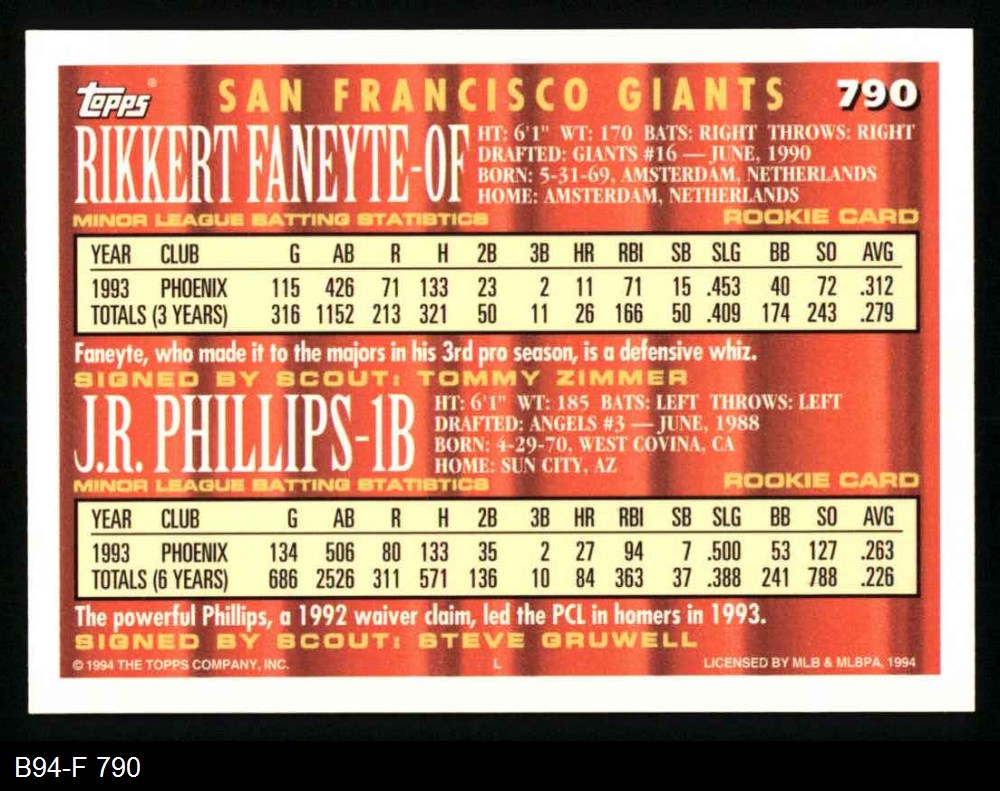 topps® SAN FRANCISCO GIANTS 790
RIKKERT FANEYTE-OF
HT: 6'1" WT: 170 BATS: RIGHT THROWS: RIGHT
DRAFTED: GIANTS #16 — JUNE, 1990
BORN: 5-31-69, AMSTERDAM, NETHERLANDS
HOME: AMSTERDAM, NETHERLANDS
MINOR LEAGUE BATTING STATISTICS ROOKIE CARD
YEAR CLUB G AB R H 2B 3B HR RBI SB SLG BB SO AVG
1993 PHOENIX 115 426 71 133 23 2 11 71 15 .453 40 72 .312
TOTALS (3 YEARS) 316 1152 213 321 50 11 26 166 50 .409 174 243 .279
Faneyte, who made it to the majors in his 3rd pro season, is a defensive whiz.
SIGNED BY SCOUT: TOMMY ZIMMER
J.R. PHILLIPS-1B
HT: 6'1" WT: 185 BATS: LEFT THROWS: LEFT
DRAFTED: ANGELS #3 — JUNE, 1988
BORN: 4-29-70, WEST COVINA, CA
HOME: SUN CITY, AZ
MINOR LEAGUE BATTING STATISTICS ROOKIE CARD
YEAR CLUB G AB R H 2B 3B HR RBI SB SLG BB SO AVG
1993 PHOENIX 134 506 80 133 35 2 27 94 7 .500 53 127 .263
TOTALS (6 YEARS) 686 2526 311 571 136 10 84 363 37 .388 241 788 .226
The powerful Phillips, a 1992 waiver claim, led the PCL in homers in 1993.
SIGNED BY SCOUT: STEVE GRUWELL
© 1994 THE TOPPS COMPANY, INC. L LICENSED BY MLB & MLBPA, 1994
B94-F 790